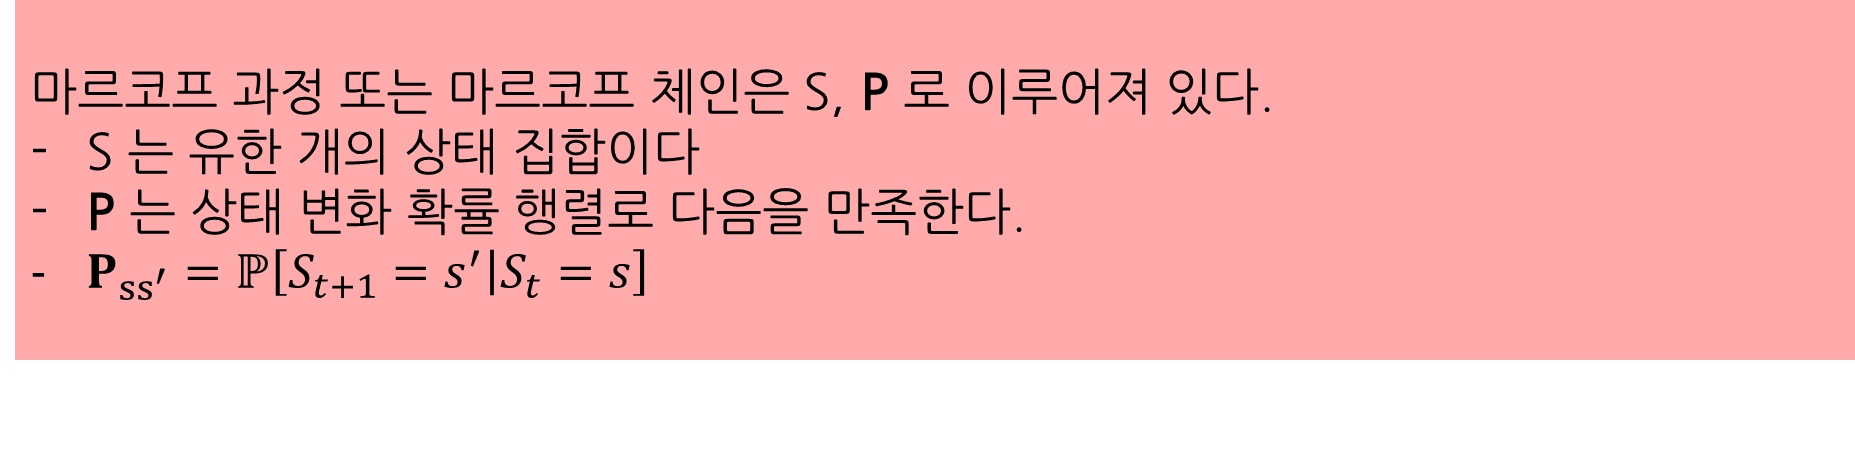 마르코프 과정 또는 마르코프 체인은 S, P 로 이루어져 있다.
- S 는 유한 개의 상태 집합이다
- P 는 상태 변화 확률 행렬로 다음을 만족한다.
- 𝐏ₛₛ′ = ℙ[Sₜ₊₁ = s′|Sₜ = s]